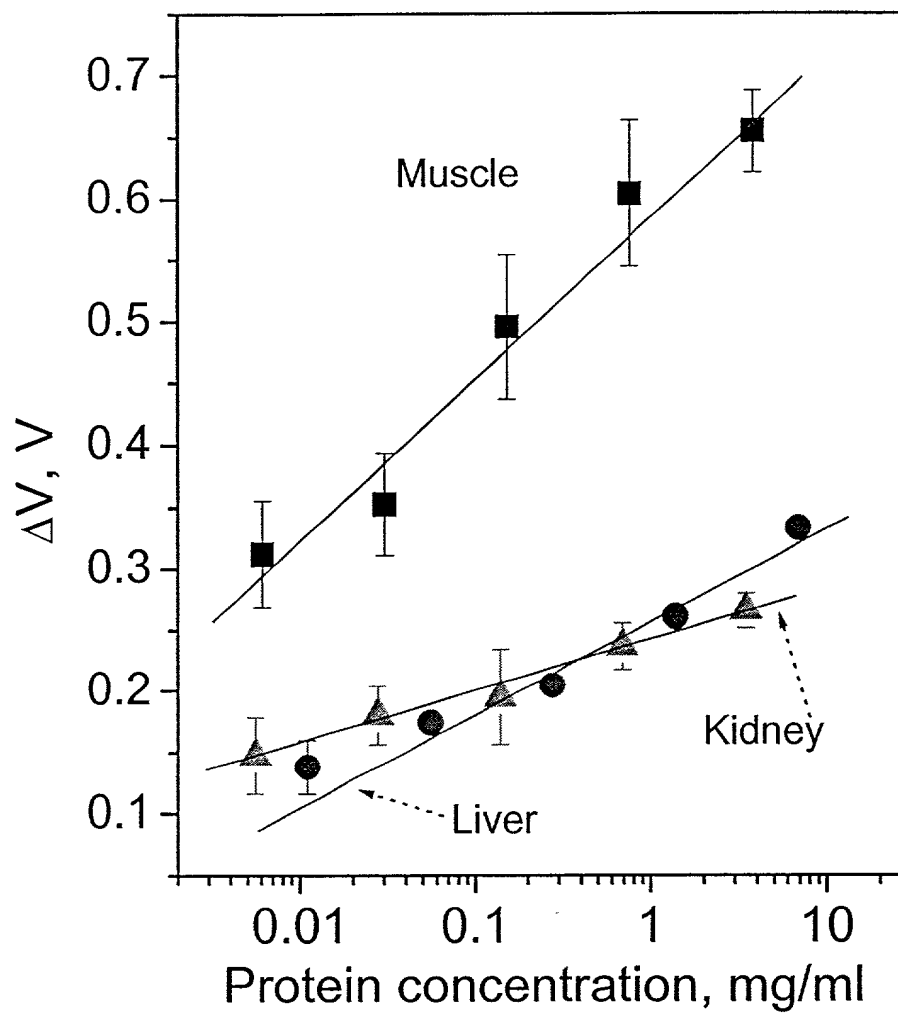 0.7
Muscle
0.6
0.5
0.4
0.3
0.2
0.1
ΔV, V
Kidney
Liver
0.01 0.1 1 10
Protein concentration, mg/ml